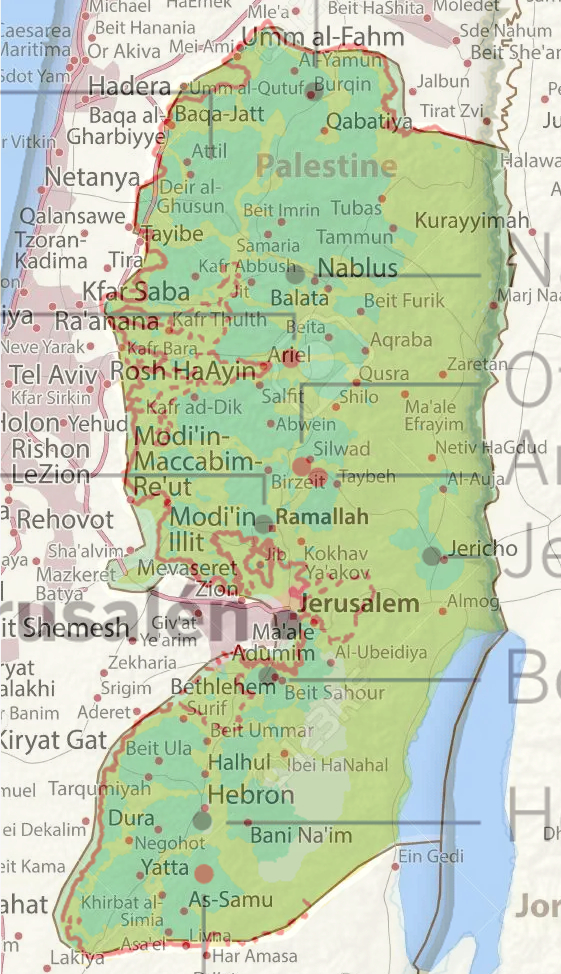 Michael
HaEmek
Mle'a
Beit HaShita
Moledet
Caesarea
Maritima
Beit Hanania
Or Akiva
Mei Ami
Umm al-Fahm
Sde Nahum
Beit She'an
Sdot Yam
Al-Yamun
Hadera
Umm al-Qutuf
Burqin
Jalbun
Baqa al-
Gharbiyye
Baqa-Jatt
Qabatiya
Tirat Zvi
r Vitkin
Attil
Palestine
Halawa
Netanya
Deir al-
Ghusun
Beit Imrin
Tubas
Qalansawe
Kurayyimah
Tzoran-
Kadima
Tayibe
Samaria
Tammun
Tira
Kafr Abbush
Nablus
N
Kfar Saba
Jit
Balata
Beit Furik
Marj Na
iya
Ra'anana
Kafr Thulth
Beita
Neve Yarak
Kafr Bara
Ariel
Aqraba
Zaretan
Tel Aviv
Rosh HaAyin
Qusra
Kfar Sirkin
Kafr ad-Dik
Salfit
Shilo
Ma'ale
Efrayim
Holon
Yehud
Abwein
Rishon
LeZion
Modi'in-
Maccabim-
Re'ut
Silwad
Netiv HaGdud
Birzeit
Taybeh
Al-Auja
Rehovot
Modi'in
Illit
Ramallah
Sha'alvim
Jib
Kokhav
Ya'akov
Jericho
Je
Mazkeret
Batya
Mevaseret
Zion
rusalén
Jerusalem
Almog
it Shemesh
Giv'at
Ye'arim
Ma'ale
Adumim
Zekharia
Al-Ubeidiya
Be
Srigim
Bethlehem
Beit Sahour
Aderet
Surif
Kiryat Gat
Beit Ummar
Beit Ula
Halhul
Ibei HaNahal
Tarqumiyah
Hebron
H
ei Dekalim
Dura
Bani Na'im
Negohot
eit Kama
Yatta
Ein Gedi
ahat
Khirbat al-
Simia
As-Samu
Jor
Asa'el
Livna
Lakiya
Har Amasa